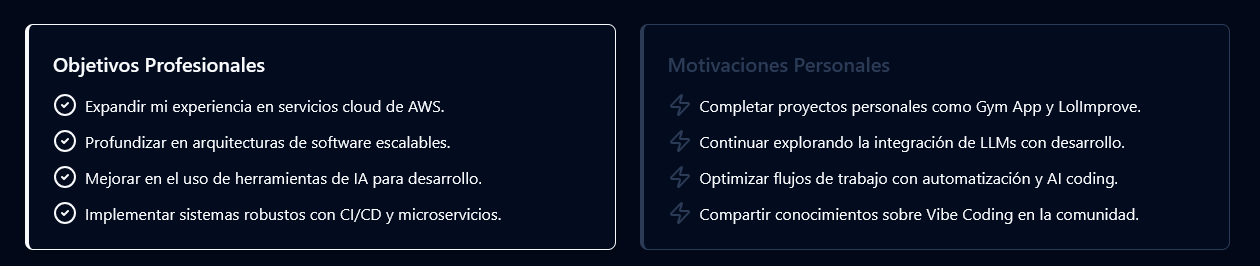 Objetivos Profesionales
Expandir mi experiencia en servicios cloud de AWS.
Profundizar en arquitecturas de software escalables.
Mejorar en el uso de herramientas de IA para desarrollo.
Implementar sistemas robustos con CI/CD y microservicios.
Motivaciones Personales
Completar proyectos personales como Gym App y LolImprove.
Continuar explorando la integración de LLMs con desarrollo.
Optimizar flujos de trabajo con automatización y AI coding.
Compartir conocimientos sobre Vibe Coding en la comunidad.